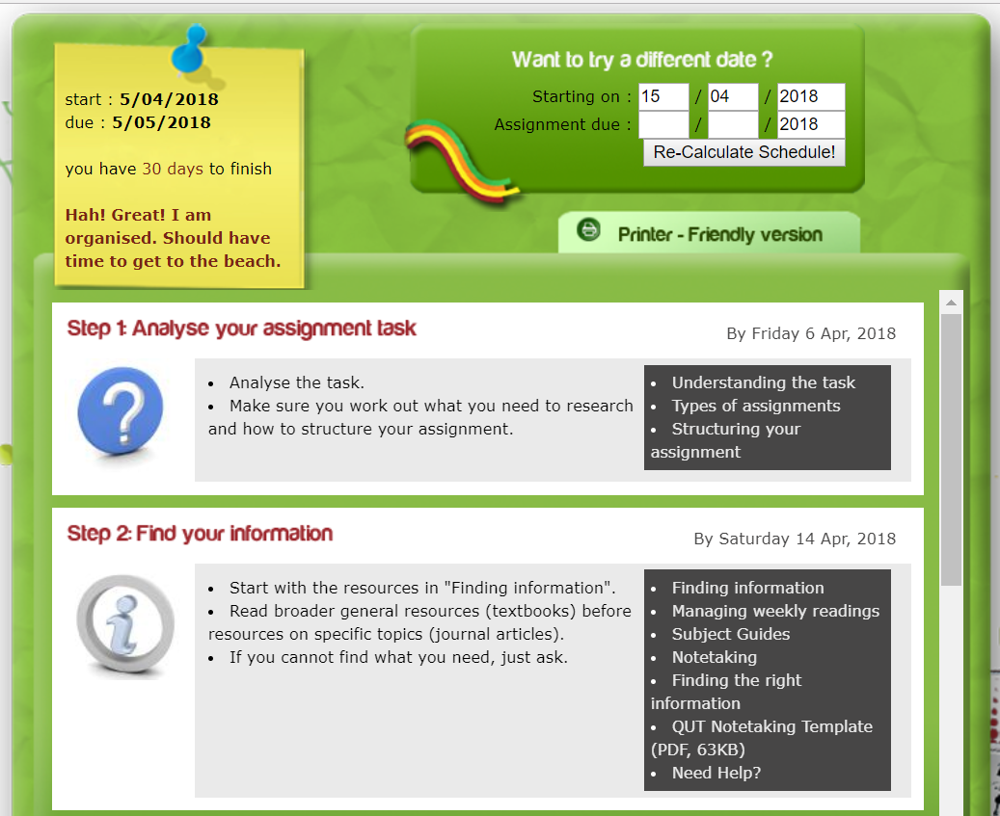 start : 5/04/2018
due : 5/05/2018
you have 30 days to finish
Hah! Great! I am
organised. Should have
time to get to the beach.
Want to try a different date ?
Starting on : 15 / 04 / 2018
Assignment due : / / 2018
Re-Calculate Schedule!
Printer - Friendly version
Step 1: Analyse your assignment task
By Friday 6 Apr, 2018
• Analyse the task.
• Make sure you work out what you need to research
and how to structure your assignment.
• Understanding the task
• Types of assignments
• Structuring your
assignment
Step 2: Find your information
By Saturday 14 Apr, 2018
• Start with the resources in "Finding information".
• Read broader general resources (textbooks) before
resources on specific topics (journal articles).
• If you cannot find what you need, just ask.
• Finding information
• Managing weekly readings
• Subject Guides
• Notetaking
• Finding the right
information
• QUT Notetaking Template
(PDF, 63KB)
• Need Help?